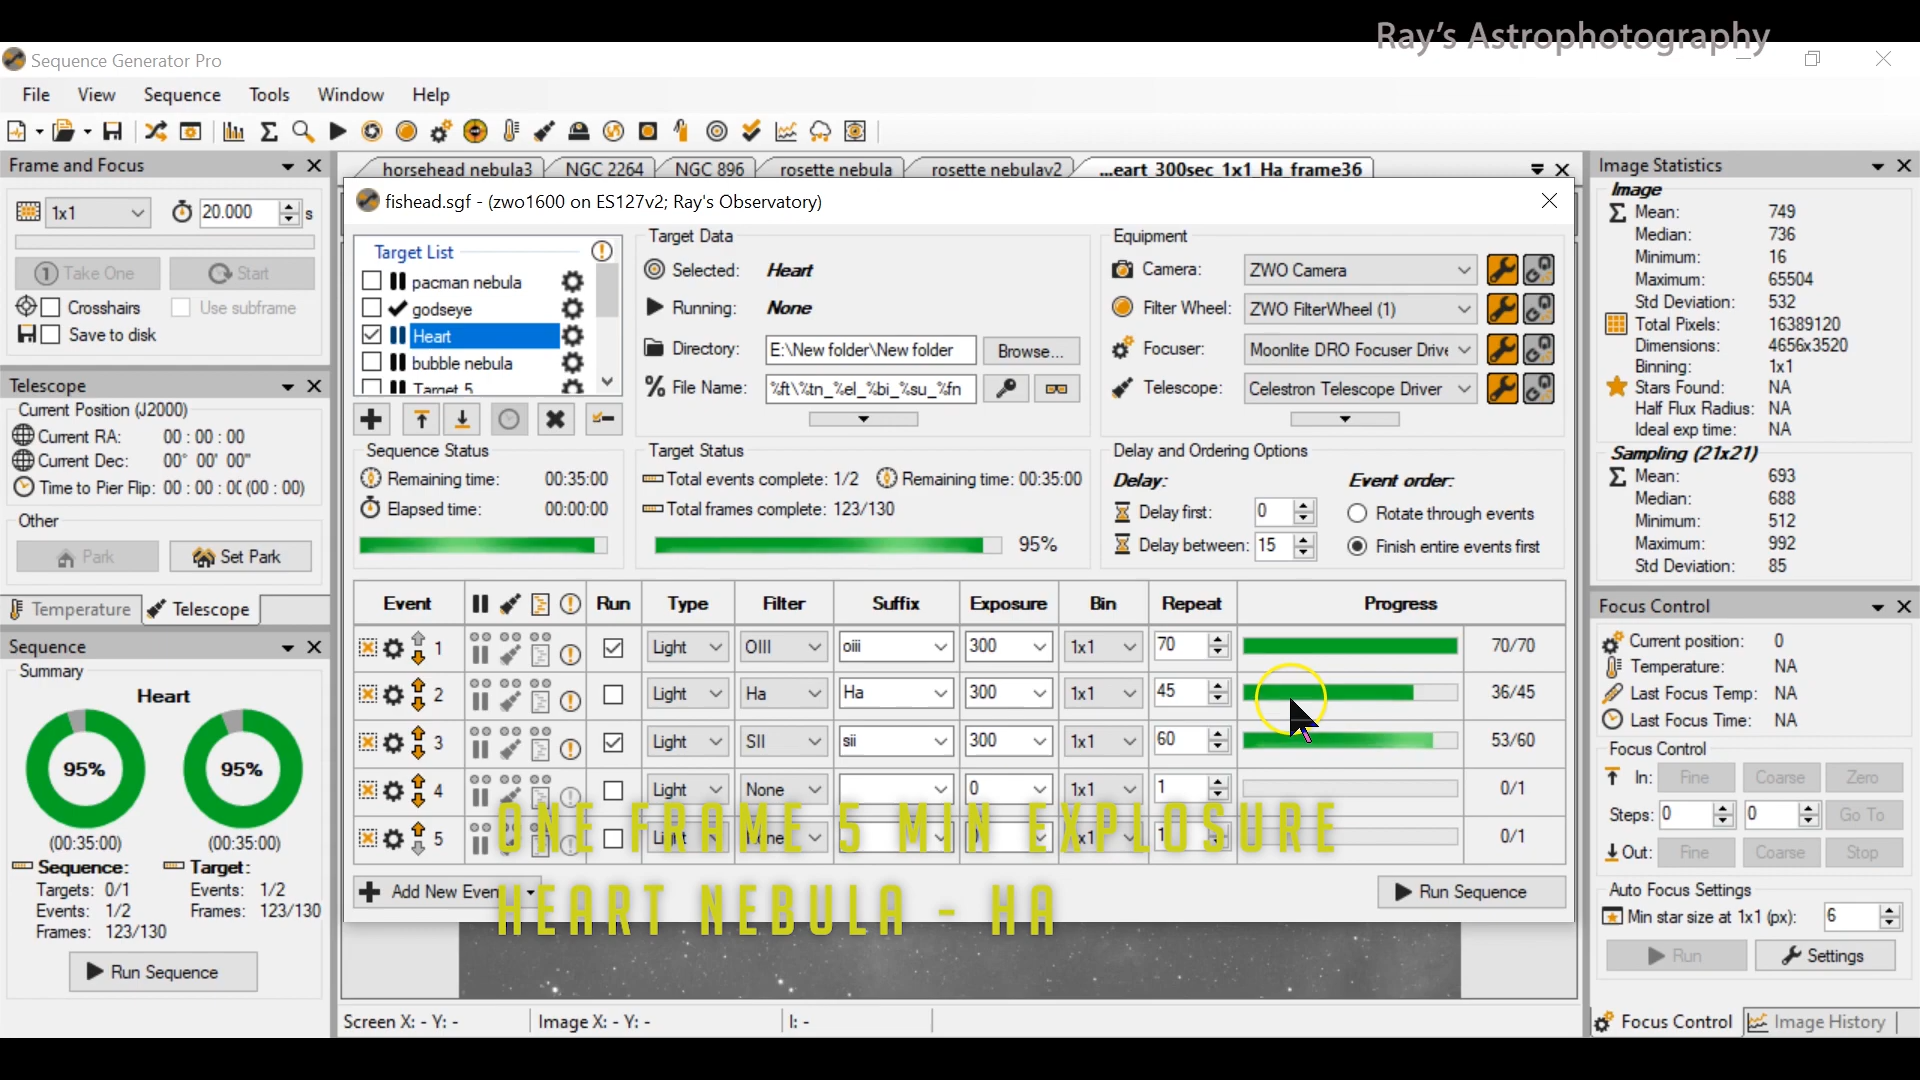 Ray's Astrophotography
Sequence Generator Pro
File View Sequence Tools Window Help
Frame and Focus
horsehead nebula3 NGC 2264 NGC 896 rosette nebula rosette nebulav2 ...eart_300sec_1x1_Ha_frame36
Image Statistics
1x1 20.000 s
Take One Start
Crosshairs Use subframe
Save to disk
Telescope
Current Position (J2000)
Current RA: 00 : 00 : 00
Current Dec: 00° 00' 00"
Time to Pier Flip: 00 : 00 : 0( (00 : 00)
Other
Park Set Park
Temperature Telescope
Sequence
Summary
Heart
95% 95%
(00:35:00) (00:35:00)
Sequence: Target:
Targets: 0/1 Events: 1/2
Events: 1/2 Frames: 123/130
Frames: 123/130
Run Sequence
fishead.sgf - (zwo1600 on ES127v2; Ray's Observatory)
Target List
pacman nebula
godseye
Heart
bubble nebula
Target 5
Target Data
Selected: Heart
Running: None
Directory: E:\New folder\New folder Browse...
File Name: %ft\%tn_%el_%bi_%su_%fn
Equipment
Camera: ZWO Camera
Filter Wheel: ZWO FilterWheel (1)
Focuser: Moonlite DRO Focuser Drive
Telescope: Celestron Telescope Driver
Sequence Status
Remaining time: 00:35:00
Elapsed time: 00:00:00
Target Status
Total events complete: 1/2 Remaining time: 00:35:00
Total frames complete: 123/130
95%
Delay and Ordering Options
Delay: Event order:
Delay first: 0 Rotate through events
Delay between: 15 Finish entire events first
Event Run Type Filter Suffix Exposure Bin Repeat Progress
1 Light OIII oiii 300 1x1 70 70/70
2 Light Ha Ha 300 1x1 45 36/45
3 Light SII sii 300 1x1 60 53/60
4 Light None 0 1x1 1 0/1
5 Light 1x1 1 0/1
ONE FRAME 5 MIN EXPLOSURE
HEART NEBULA - HA
Add New Even Run Sequence
Screen X: - Y: - Image X: - Y: - I: -
Image
Mean: 749
Median: 736
Minimum: 16
Maximum: 65504
Std Deviation: 532
Total Pixels: 16389120
Dimensions: 4656x3520
Binning: 1x1
Stars Found: NA
Half Flux Radius: NA
Ideal exp time: NA
Sampling (21x21)
Mean: 693
Median: 688
Minimum: 512
Maximum: 992
Std Deviation: 85
Focus Control
Current position: 0
Temperature: NA
Last Focus Temp: NA
Last Focus Time: NA
Focus Control
In: Fine Coarse Zero
Steps: 0 0 Go To
Out: Fine Coarse Stop
Auto Focus Settings
Min star size at 1x1 (px): 6
Run Settings
Focus Control Image History